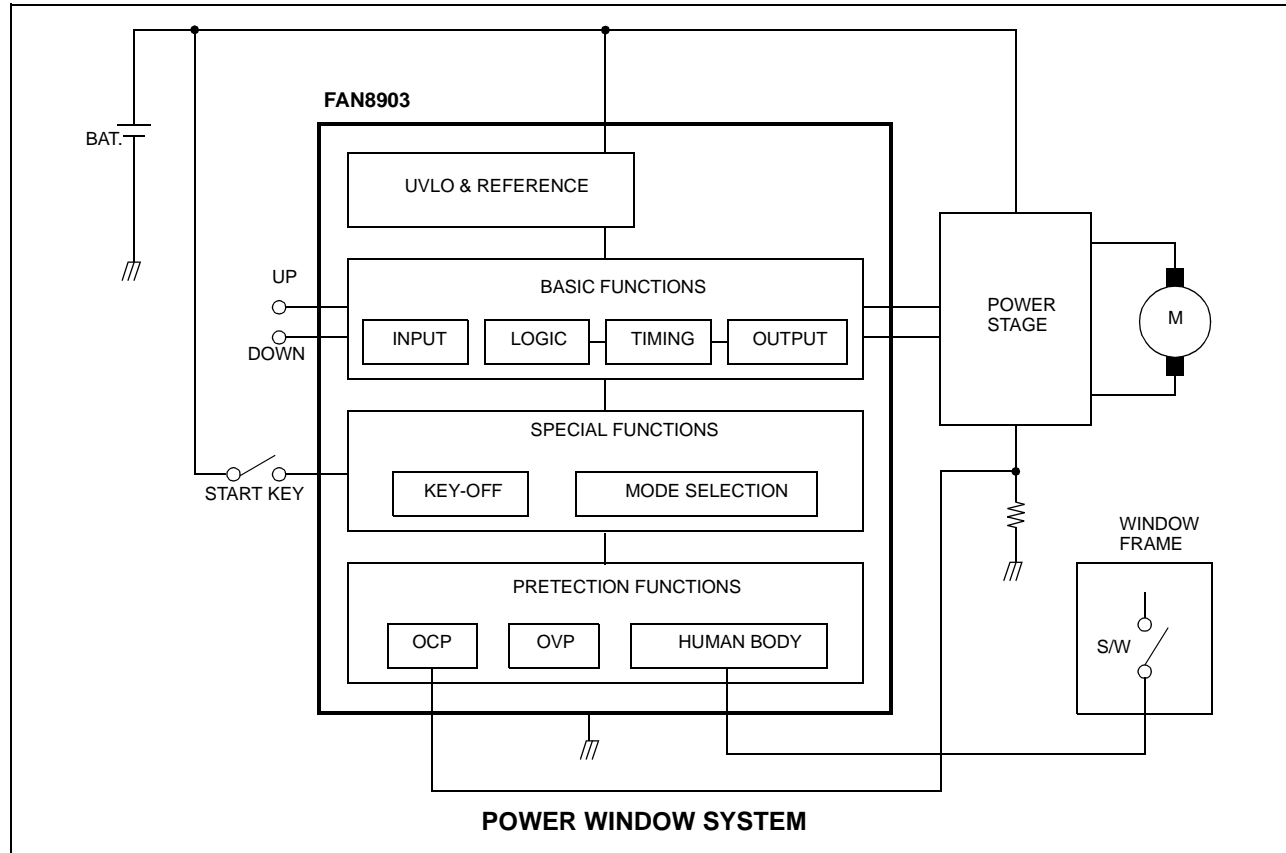 FAN8903
BAT.
UVLO & REFERENCE
UP
DOWN
BASIC FUNCTIONS
INPUT
LOGIC
TIMING
OUTPUT
POWER
STAGE
M
SPECIAL FUNCTIONS
START KEY
KEY-OFF
MODE SELECTION
WINDOW
FRAME
S/W
PRETECTION FUNCTIONS
OCP
OVP
HUMAN BODY
POWER WINDOW SYSTEM